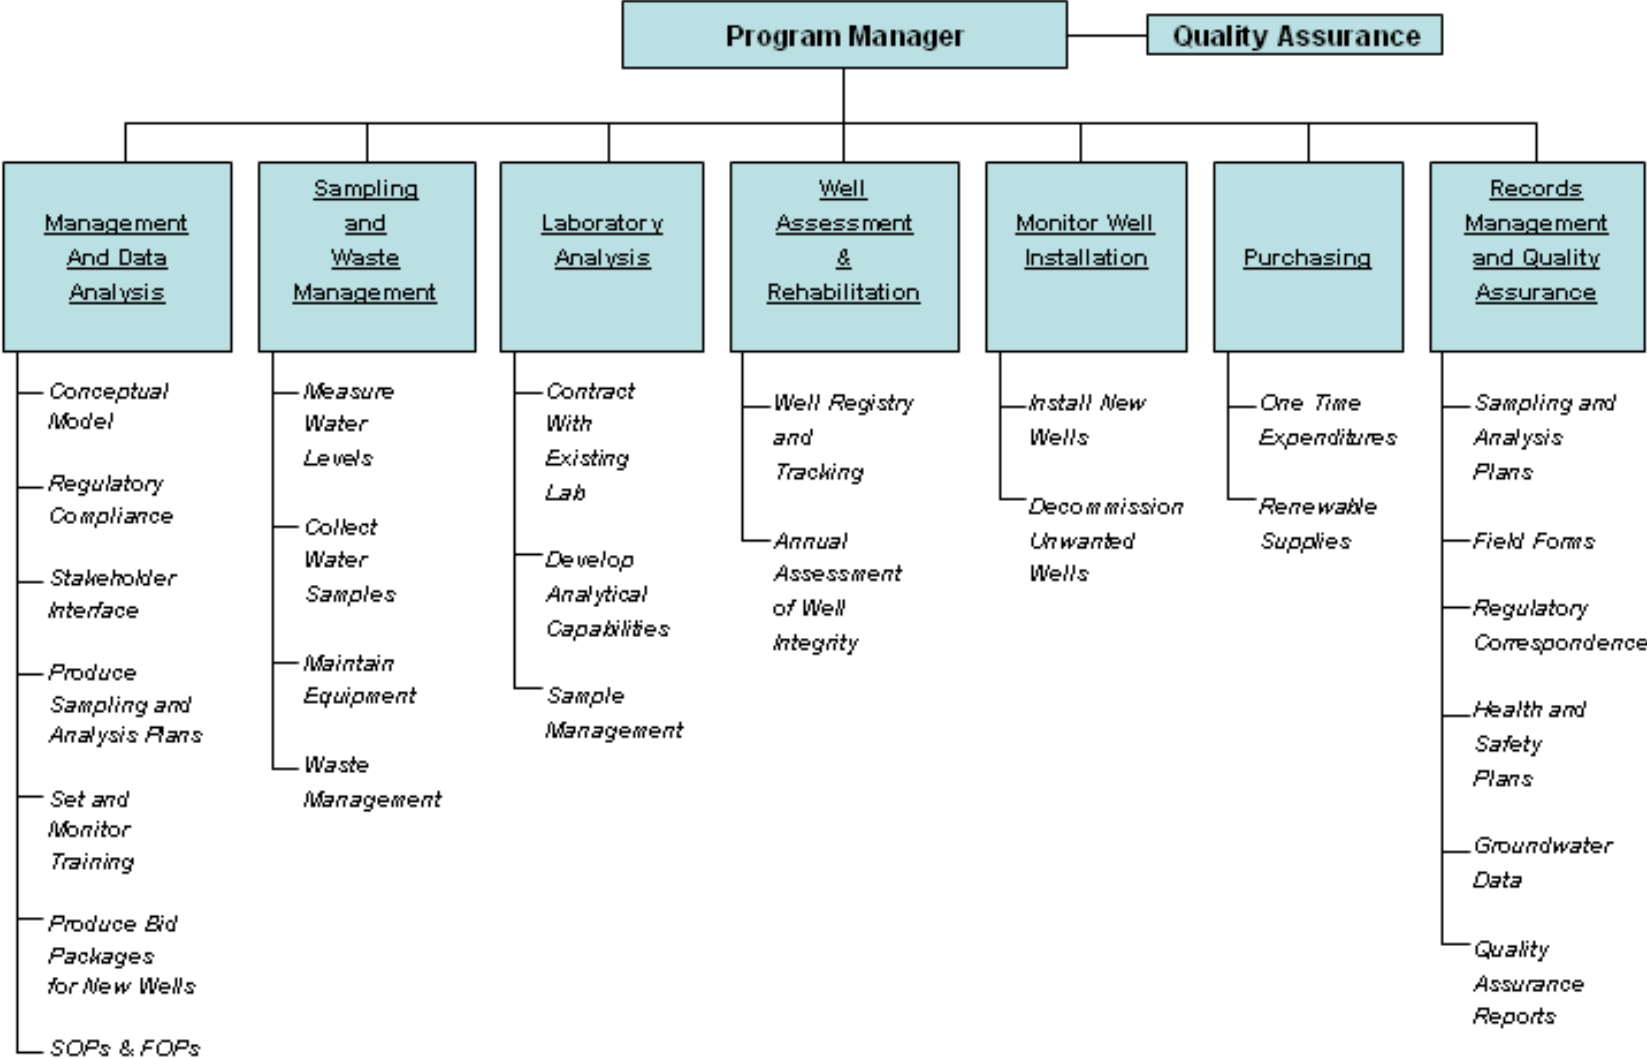 Program Manager
Quality Assurance
Management
And Data
Analysis
Sampling
and
Waste
Management
Laboratory
Analysis
Well
Assessment
&
Rehabilitation
Monitor Well
Installation
Purchasing
Records
Management
and Quality
Assurance
Conceptual
Model
Regulatory
Compliance
Stakeholder
Interface
Produce
Sampling and
Analysis Plans
Set and
Monitor
Training
Produce Bid
Packages
for New Wells
SOPs & FOPs
Measure
Water
Levels
Collect
Water
Samples
Maintain
Equipment
Waste
Management
Contract
With
Existing
Lab
Develop
Analytical
Capabilities
Sample
Management
Well Registry
and
Tracking
Annual
Assessment
of Well
Integrity
Install New
Wells
Decommission
Unwanted
Wells
One Time
Expenditures
Renewable
Supplies
Sampling and
Analysis
Plans
Field Forms
Regulatory
Correspondence
Health and
Safety
Plans
Groundwater
Data
Quality
Assurance
Reports